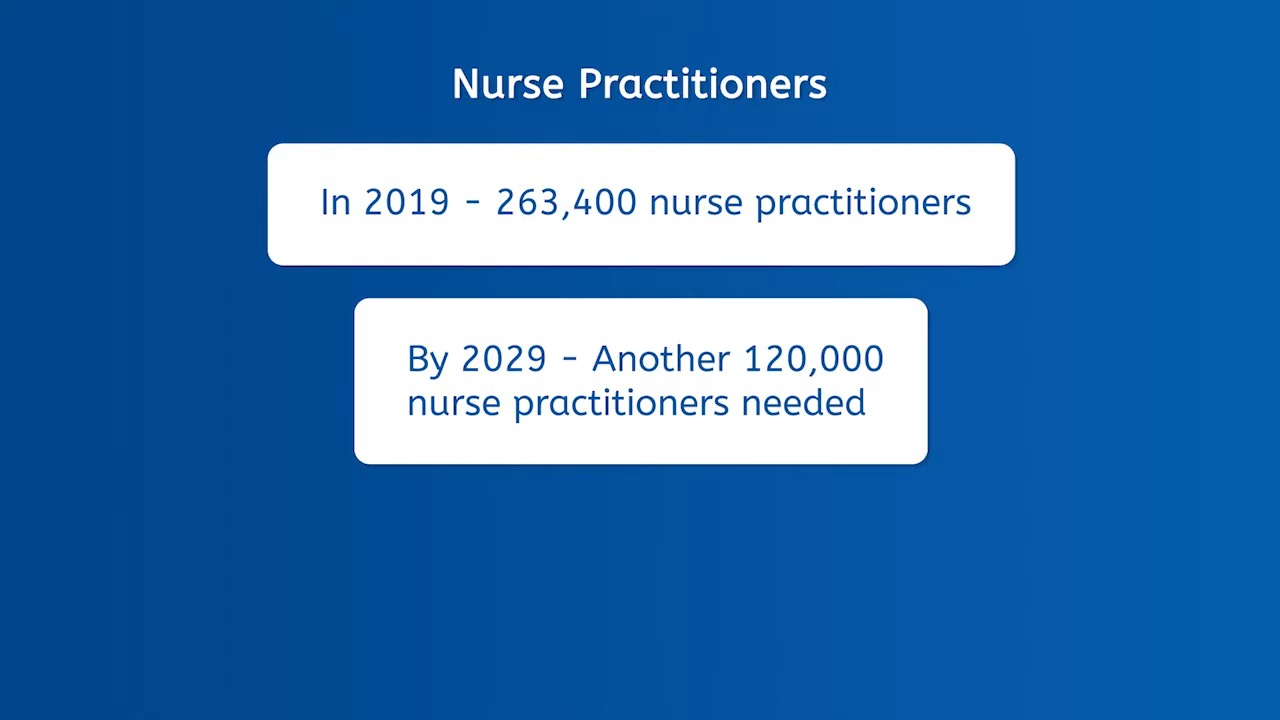 Nurse Practitioners
In 2019 - 263,400 nurse practitioners
By 2029 - Another 120,000
nurse practitioners needed